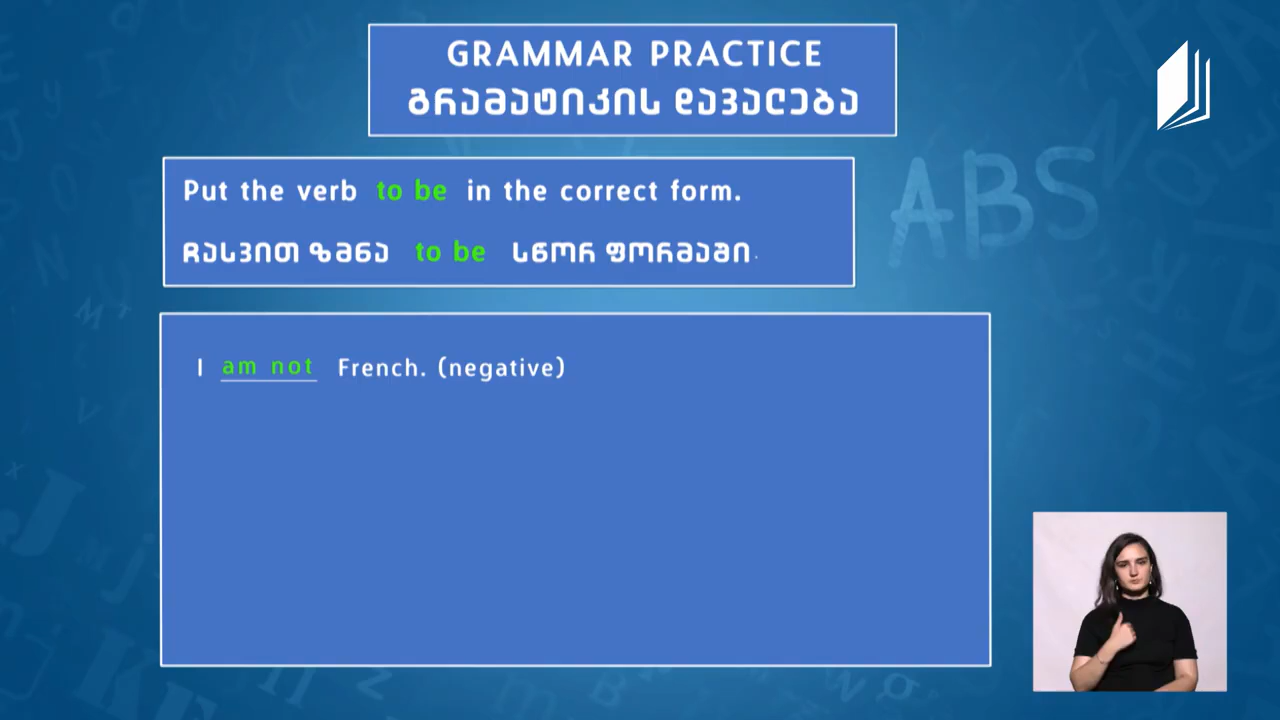 GRAMMAR PRACTICE
ᲒᲠᲐᲛᲐᲢᲘᲙᲘᲡ ᲓᲐᲕᲐᲚᲔᲑᲐ
Put the verb to be in the correct form.
ᲩᲐᲡᲕᲘᲗ ᲖᲛᲜᲐ to be ᲡᲬᲝᲠ ᲤᲝᲠᲛᲐᲨᲘ.
I am not French. (negative)
ABS